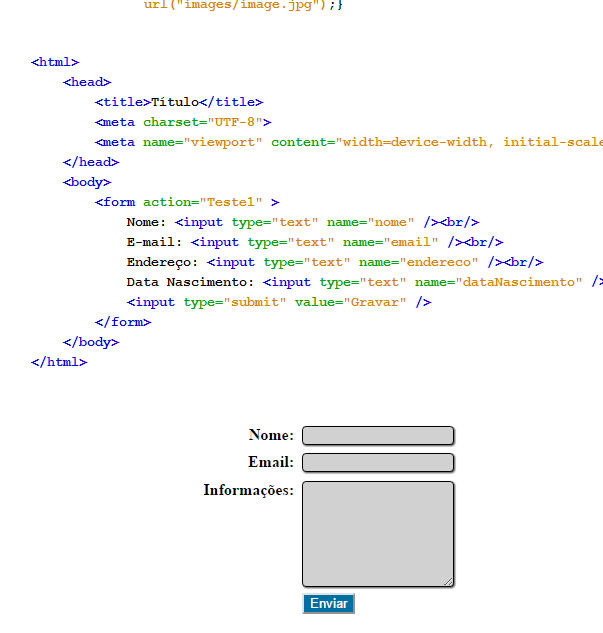 url("images/image.jpg");}
<html>
<head>
<title>Título</title>
<meta charset="UTF-8">
<meta name="viewport" content="width=device-width, initial-scale
</head>
<body>
<form action="Teste1" >
Nome: <input type="text" name="nome" /><br/>
E-mail: <input type="text" name="email" /><br/>
Endereço: <input type="text" name="endereco" /><br/>
Data Nascimento: <input type="text" name="dataNascimento" />
<input type="submit" value="Gravar" />
</form>
</body>
</html>
Nome:
Email:
Informações:
Enviar